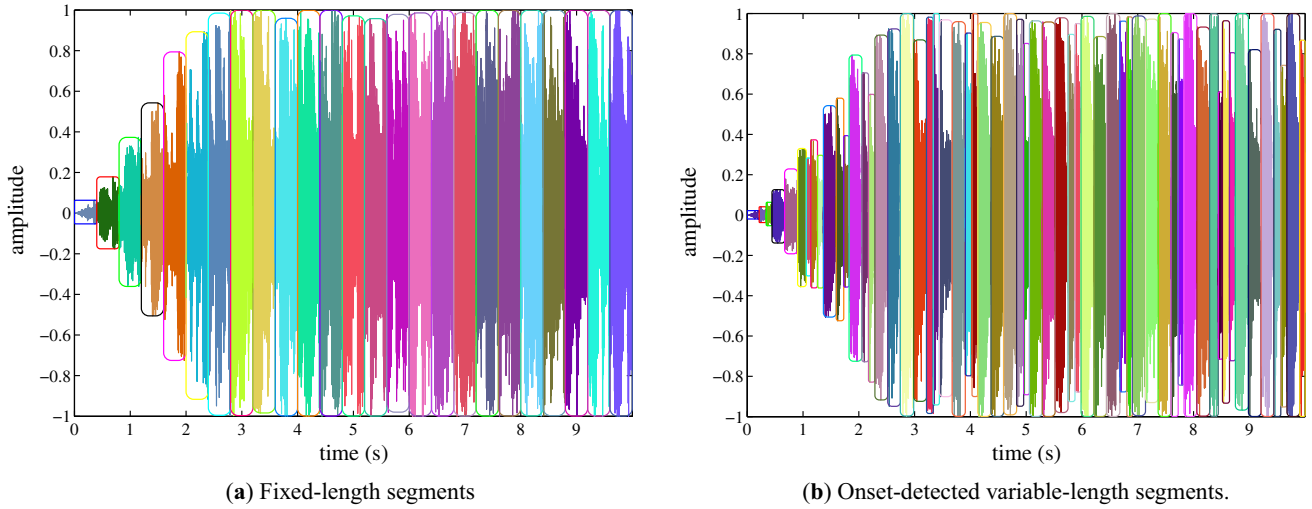 1
0.8
0.6
0.4
0.2
0
−0.2
−0.4
−0.6
−0.8
−1
amplitude
0 1 2 3 4 5 6 7 8 9
time (s)
(a) Fixed-length segments
1
0.8
0.6
0.4
0.2
0
−0.2
−0.4
−0.6
−0.8
−1
amplitude
0 1 2 3 4 5 6 7 8 9
time (s)
(b) Onset-detected variable-length segments.